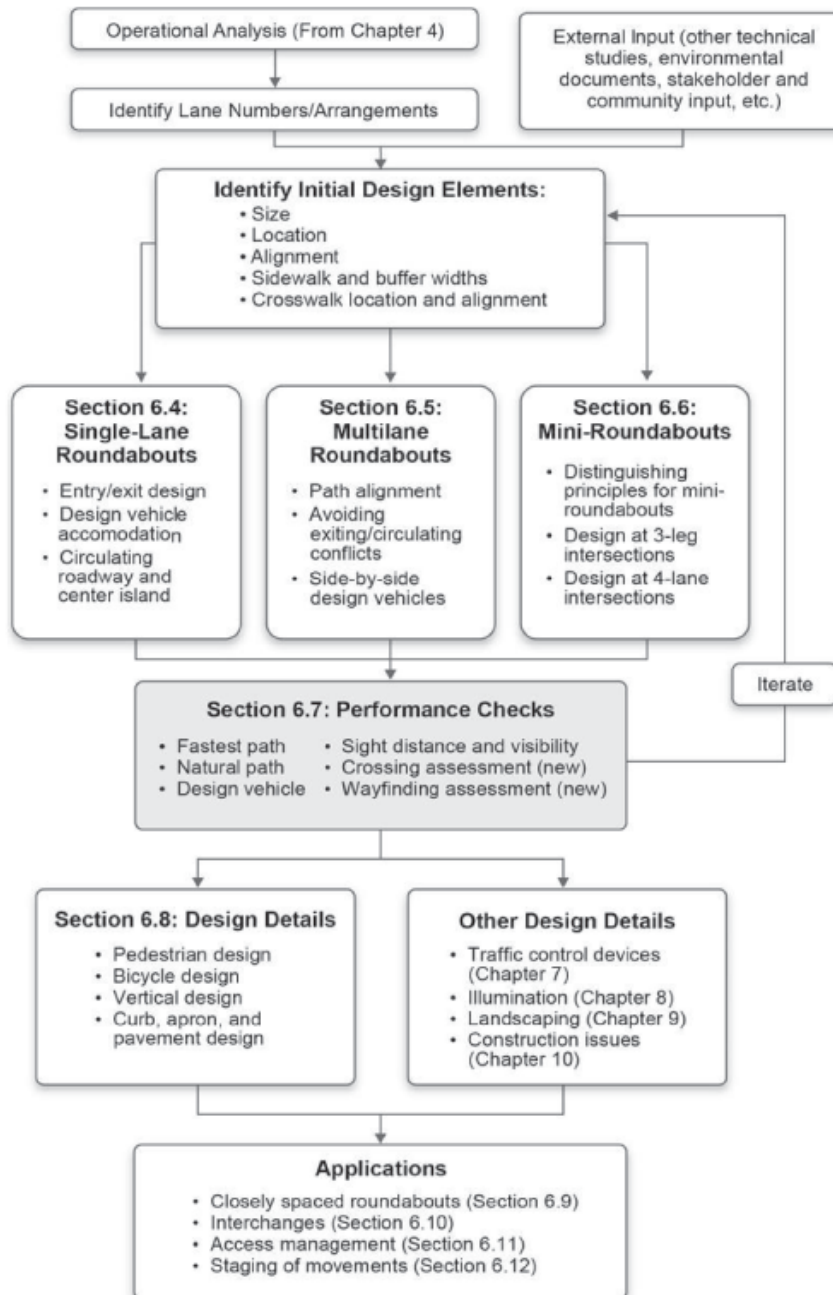 Operational Analysis (From Chapter 4)
External Input (other technical
studies, environmental
documents, stakeholder and
community input, etc.)
Identify Lane Numbers/Arrangements
Identify Initial Design Elements:
• Size
• Location
• Alignment
• Sidewalk and buffer widths
• Crosswalk location and alignment
Section 6.4:
Single-Lane
Roundabouts
• Entry/exit design
• Design vehicle
accomodation
• Circulating
roadway and
center island
Section 6.5:
Multilane
Roundabouts
• Path alignment
• Avoiding
exiting/circulating
conflicts
• Side-by-side
design vehicles
Section 6.6:
Mini-Roundabouts
• Distinguishing
principles for mini-
roundabouts
• Design at 3-leg
intersections
• Design at 4-lane
intersections
Iterate
Section 6.7: Performance Checks
• Fastest path
• Natural path
• Design vehicle
• Sight distance and visibility
• Crossing assessment (new)
• Wayfinding assessment (new)
Section 6.8: Design Details
• Pedestrian design
• Bicycle design
• Vertical design
• Curb, apron, and
pavement design
Other Design Details
• Traffic control devices
(Chapter 7)
• Illumination (Chapter 8)
• Landscaping (Chapter 9)
• Construction issues
(Chapter 10)
Applications
• Closely spaced roundabouts (Section 6.9)
• Interchanges (Section 6.10)
• Access management (Section 6.11)
• Staging of movements (Section 6.12)